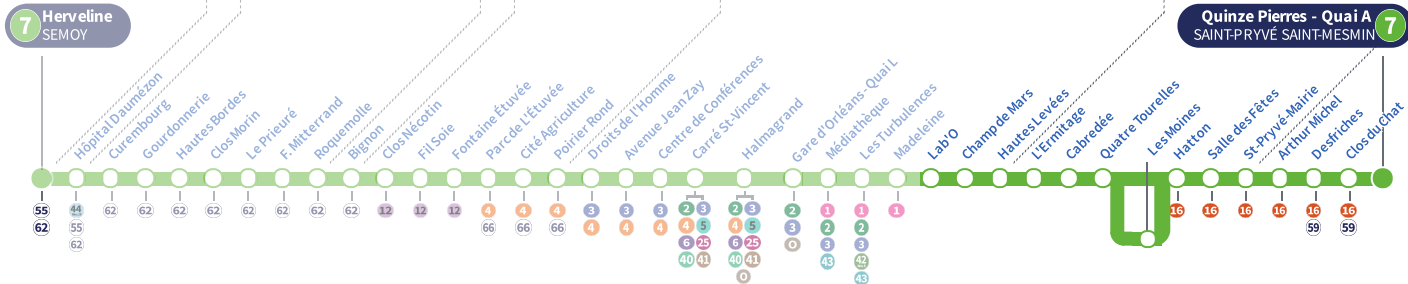 7 Herveline
SEMOY
Quinze Pierres - Quai A 7
SAINT-PRYVÉ SAINT-MESMIN
Hôpital Daumézon
Curembourg
Gourdonnerie
Hautes Bordes
Clos Morin
Le Prieuré
F. Mitterrand
Roquemolle
Bignon
Clos Nécotin
Fil Soie
Fontaine Étuvée
Parc de L'Étuvée
Cité Agriculture
Poirier Rond
Droits de l'Homme
Avenue Jean Zay
Centre de Conférences
Carré St-Vincent
Halmagrand
Gare d'Orléans - Quai L
Médiathèque
Les Turbulences
Madeleine
Lab'O
Champ de Mars
Hautes Levées
L'Ermitage
Cabredée
Quatre Tourelles
Les Moines
Hatton
Salle des Fêtes
St-Pryvé-Mairie
Arthur Michel
Desfriches
Clos du Chat
55 44 62 62 62 62 62 62 62 62 12 12 12 4 4 4 3 3 3 2 3 2 3 2 1 1 1 16 16 16 16 16 16
62 55 66 66 66 4 4 4 4 5 4 5 3 2 2 59 59
62 6 25 6 25 O 3 3
40 41 40 41 43 42
O 43